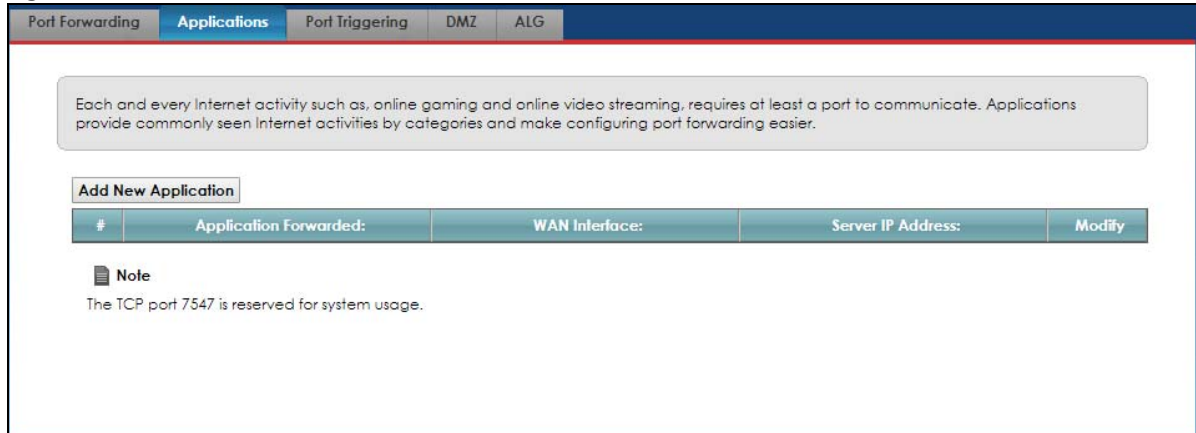 Port Forwarding Applications Port Triggering DMZ ALG
Each and every Internet activity such as, online gaming and online video streaming, requires at least a port to communicate. Applications
provide commonly seen Internet activities by categories and make configuring port forwarding easier.
Add New Application
# Application Forwarded: WAN Interface: Server IP Address: Modify
Note
The TCP port 7547 is reserved for system usage.